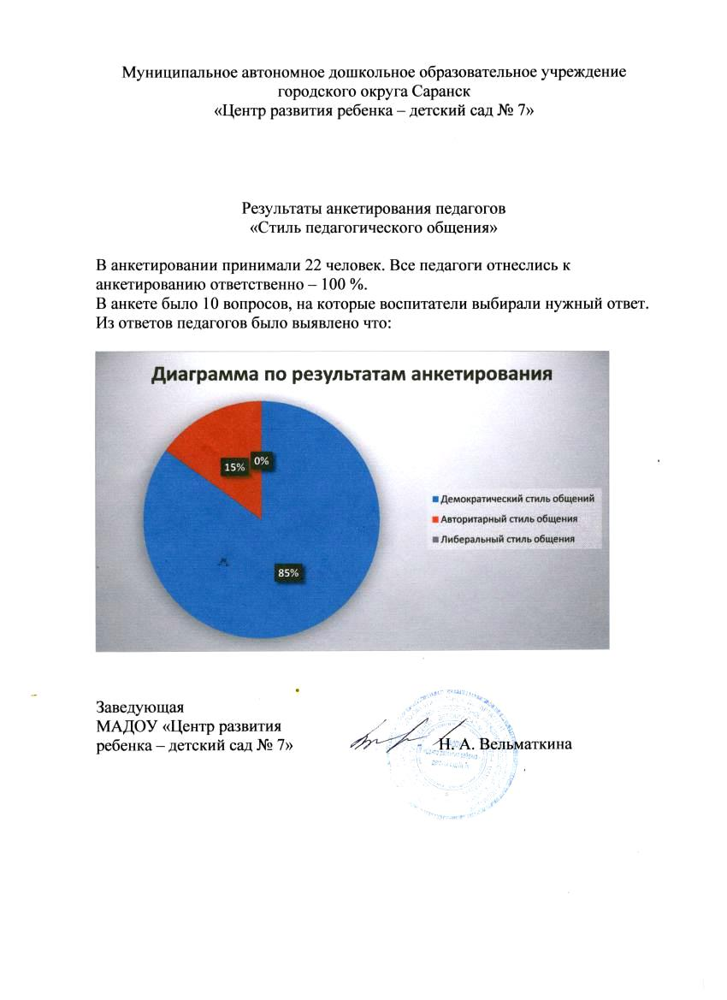 Муниципальное автономное дошкольное образовательное учреждение
городского округа Саранск
«Центр развития ребенка – детский сад № 7»
Результаты анкетирования педагогов
«Стиль педагогического общения»
В анкетировании принимали 22 человек. Все педагоги отнеслись к
анкетированию ответственно – 100 %.
В анкете было 10 вопросов, на которые воспитатели выбирали нужный ответ.
Из ответов педагогов было выявлено что:
Диаграмма по результатам анкетирования
15%
0%
85%
Демократический стиль общений
Авторитарный стиль общения
Либеральный стиль общения
Заведующая
МАДОУ «Центр развития
ребенка – детский сад № 7»
Н. А. Вельматкина